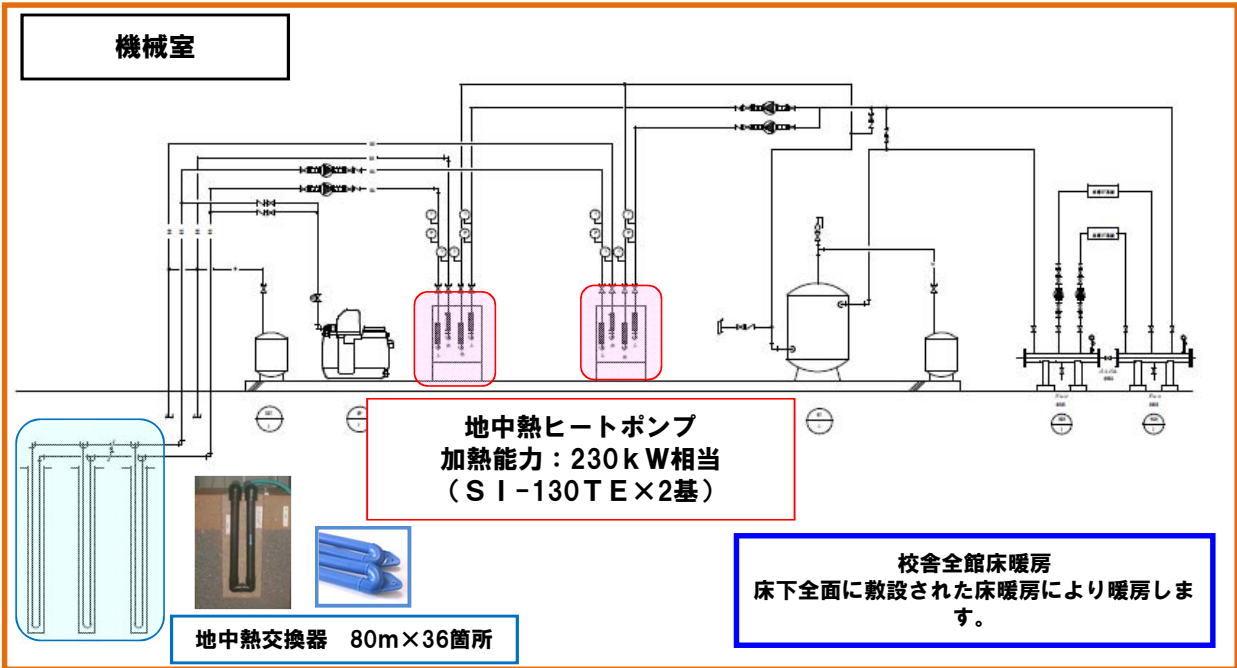 機械室
地中熱ヒートポンプ
加熱能力：230kW相当
（ＳＩ-130ＴＥ×2基）
校舎全館床暖房
床下全面に敷設された床暖房により暖房しま
す。
地中熱交換器　80m×36箇所